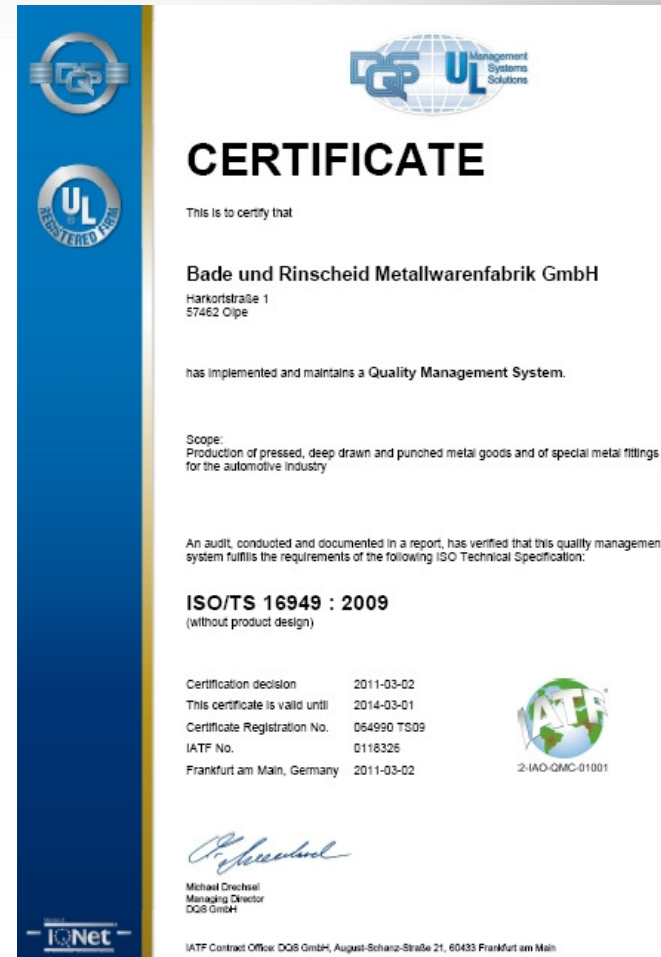 DQS
DQS UL Management
Systems
Solutions
UL
REGISTERED FIRM
CERTIFICATE
This is to certify that
Bade und Rinscheid Metallwarenfabrik GmbH
Harkortstraße 1
57462 Olpe
has implemented and maintains a Quality Management System.
Scope:
Production of pressed, deep drawn and punched metal goods and of special metal fittings
for the automotive industry
An audit, conducted and documented in a report, has verified that this quality managemen
system fulfills the requirements of the following ISO Technical Specification:
ISO/TS 16949 : 2009
(without product design)
Certification decision 2011-03-02
This certificate is valid until 2014-03-01
Certificate Registration No. 064990 TS09
IATF No. 0118326
Frankfurt am Main, Germany 2011-03-02
IATF
2-IAO-QMC-01001
Michael Drechsel
Managing Director
DQS GmbH
IQNet
IATF Contract Office: DQS GmbH, August-Schanz-Straße 21, 60433 Frankfurt am Main